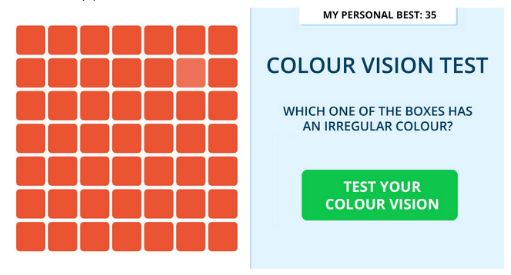 MY PERSONAL BEST: 35
COLOUR VISION TEST
WHICH ONE OF THE BOXES HAS
AN IRREGULAR COLOUR?
TEST YOUR
COLOUR VISION